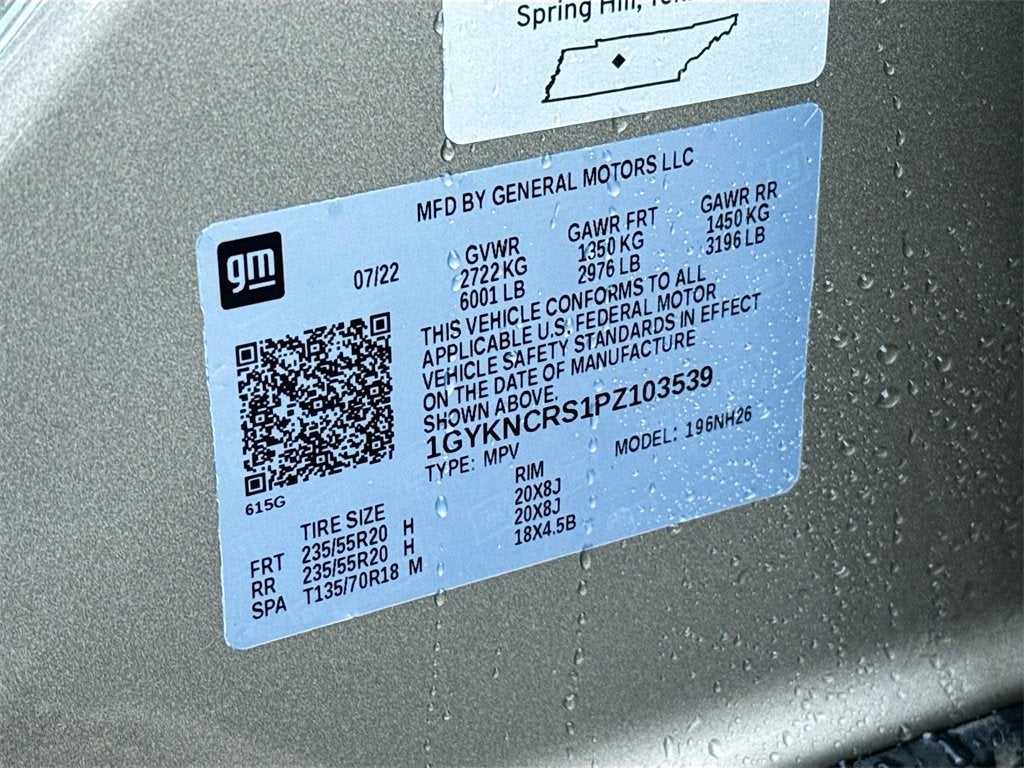 Spring Hill,
MFD BY GENERAL MOTORS LLC
gm
07/22
GVWR GAWR FRT GAWR RR
2722 KG 1350 KG 1450 KG
6001 LB 2976 LB 3196 LB
THIS VEHICLE CONFORMS TO ALL
APPLICABLE U.S. FEDERAL MOTOR
VEHICLE SAFETY STANDARDS IN EFFECT
ON THE DATE OF MANUFACTURE
SHOWN ABOVE.
1GYKNCRS1PZ103539
TYPE: MPV MODEL: 196NH26
615G
TIRE SIZE RIM
FRT 235/55R20 H 20X8J
RR 235/55R20 H 20X8J
SPA T135/70R18 M 18X4.5B